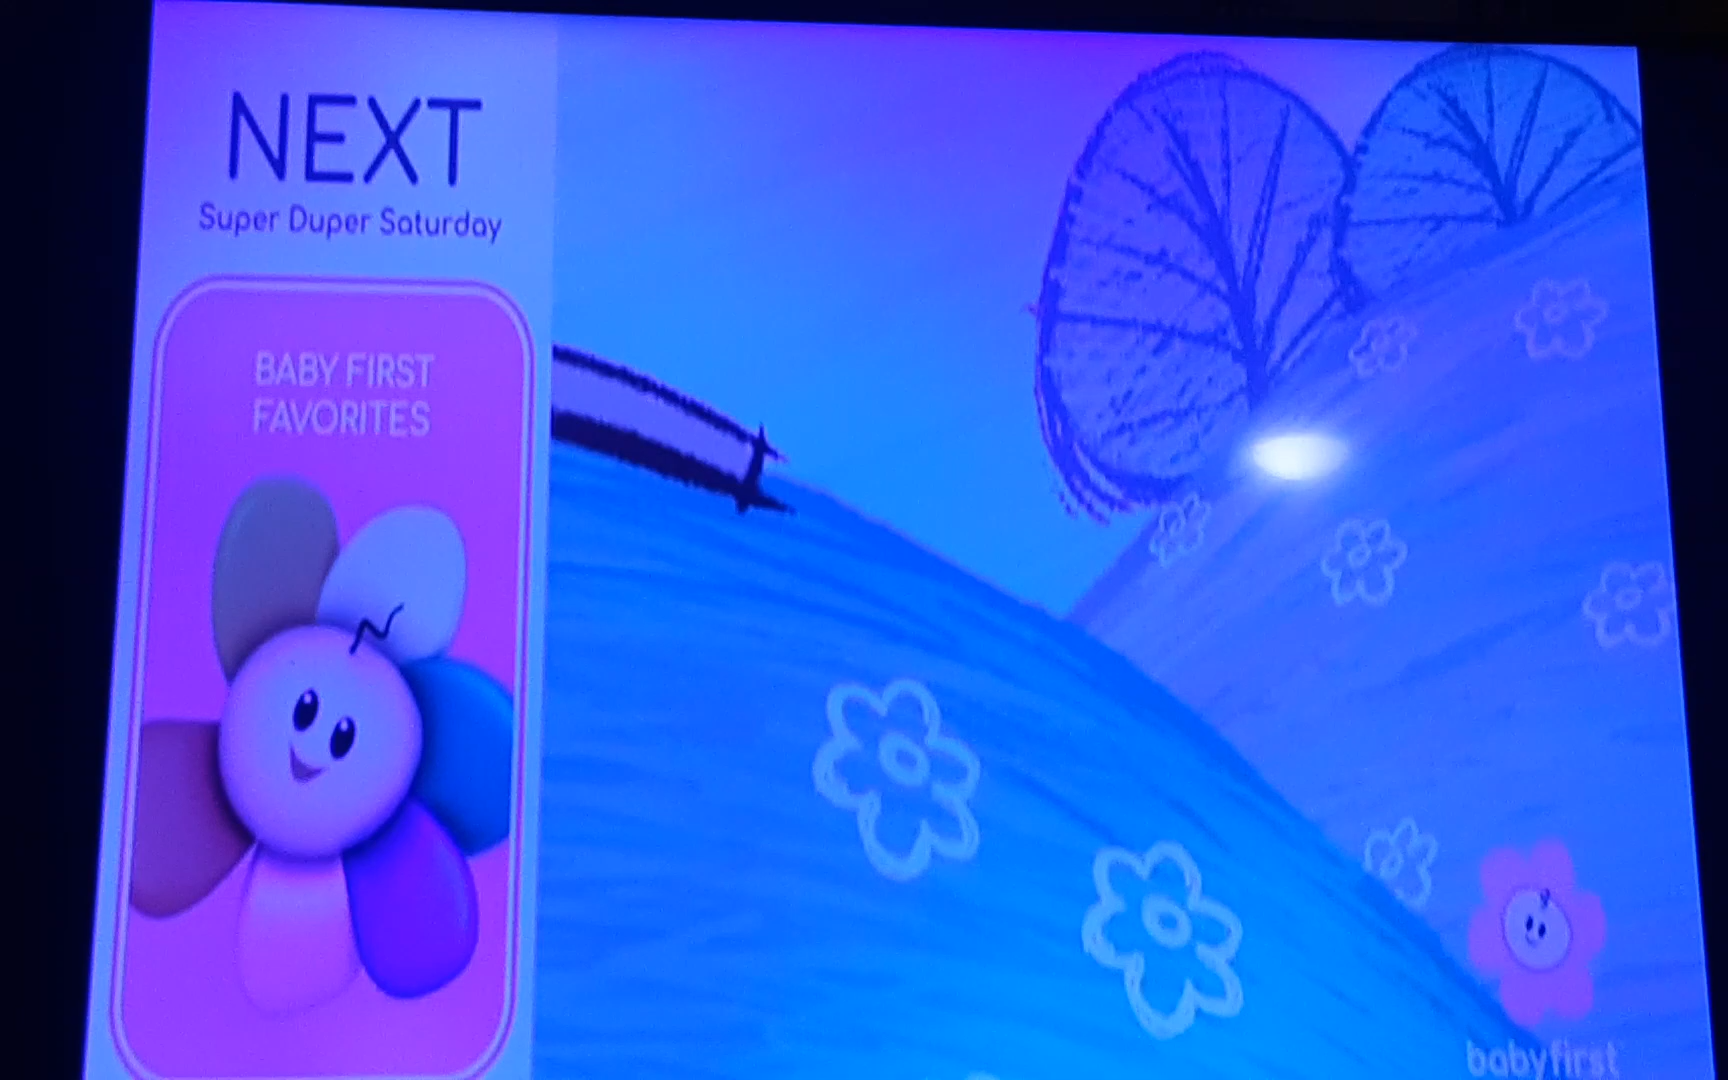 NEXT
Super Duper Saturday
BABY FIRST
FAVORITES
babyfirst